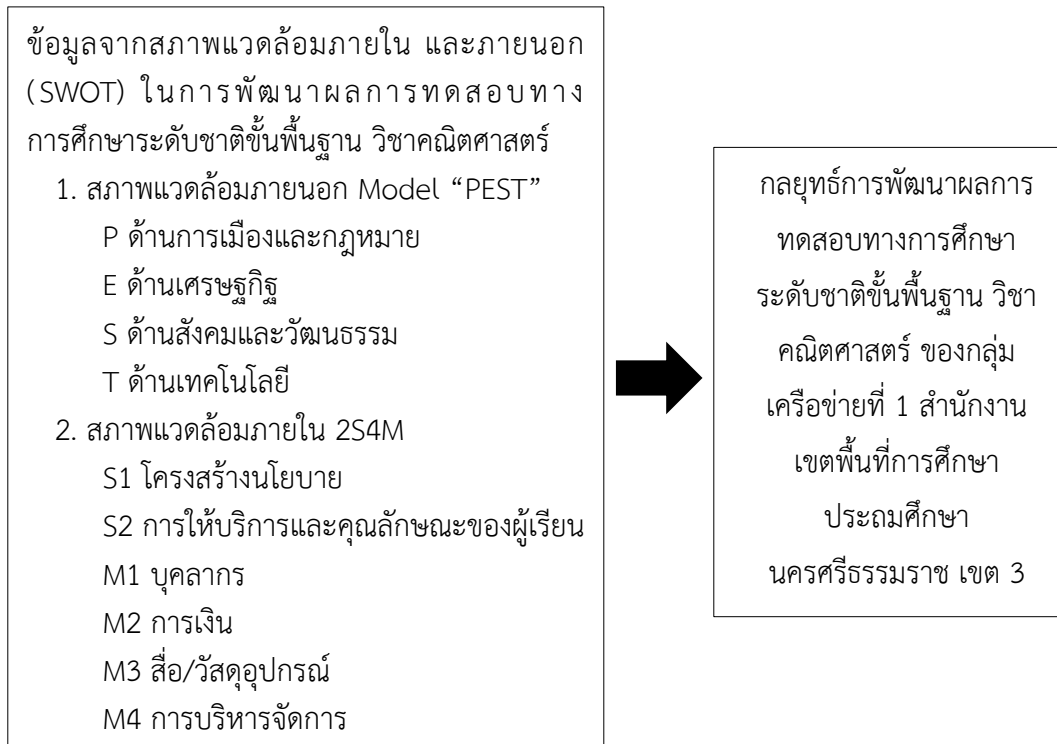 ข้อมูลจากสภาพแวดล้อมภายใน และภายนอก
(SWOT) ในการพัฒนาผลการทดสอบทาง
การศึกษาระดับชาติขั้นพื้นฐาน วิชาคณิตศาสตร์
1. สภาพแวดล้อมภายนอก Model “PEST”
P ด้านการเมืองและกฎหมาย
E ด้านเศรษฐกิฐ
S ด้านสังคมและวัฒนธรรม
T ด้านเทคโนโลยี
2. สภาพแวดล้อมภายใน 2S4M
S1 โครงสร้างนโยบาย
S2 การให้บริการและคุณลักษณะของผู้เรียน
M1 บุคลากร
M2 การเงิน
M3 สื่อ/วัสดุอุปกรณ์
M4 การบริหารจัดการ
กลยุทธ์การพัฒนาผลการ
ทดสอบทางการศึกษา
ระดับชาติขั้นพื้นฐาน วิชา
คณิตศาสตร์ ของกลุ่ม
เครือข่ายที่ 1 สำนักงาน
เขตพื้นที่การศึกษา
ประถมศึกษา
นครศรีธรรมราช เขต 3